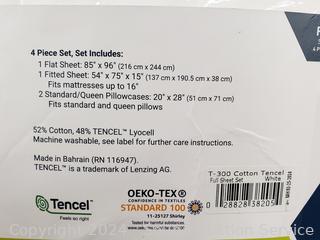 4 Piece Set, Set Includes:
1 Flat Sheet: 85" x 96" (216 cm x 244 cm)
1 Fitted Sheet: 54" x 75" x 15" (137 cm x 190.5 cm x 38 cm)
Fits mattresses up to 16"
2 Standard/Queen Pillowcases: 20" x 28" (51 cm x 71 cm)
Fits standard and queen pillows
52% Cotton, 48% TENCEL™ Lyocell
Machine washable, see label for further care instructions.
Made in Bahrain (RN 116947).
TENCEL™ is a trademark of Lenzing AG.
Tencel™
Feels so right
OEKO-TEX®
CONFIDENCE IN TEXTILES
STANDARD 100
11-25127 Shirley
T-300 Cotton Tencel
Full Sheet Set White
0 28828 38205
Copyright 2024